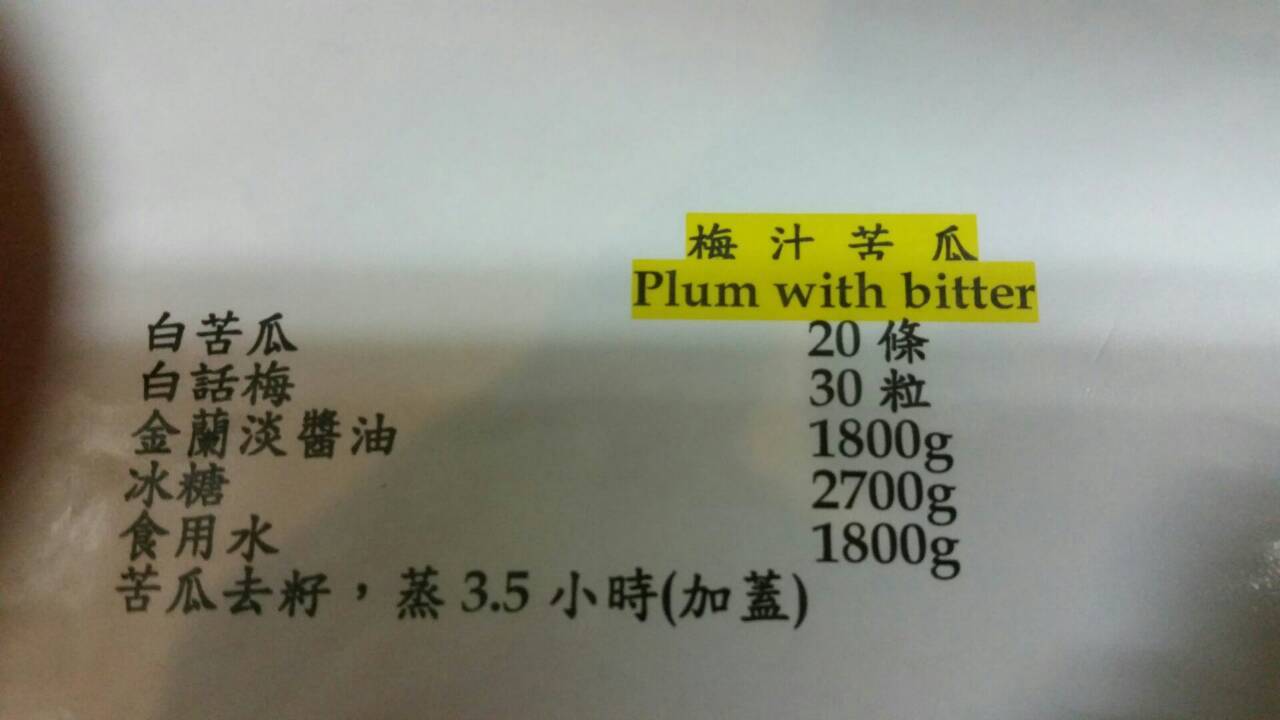 梅汁苦瓜
Plum with bitter
白苦瓜 20 條
白話梅 30 粒
金蘭淡醬油 1800g
冰糖 2700g
食用水 1800g
苦瓜去籽，蒸 3.5 小時(加蓋)